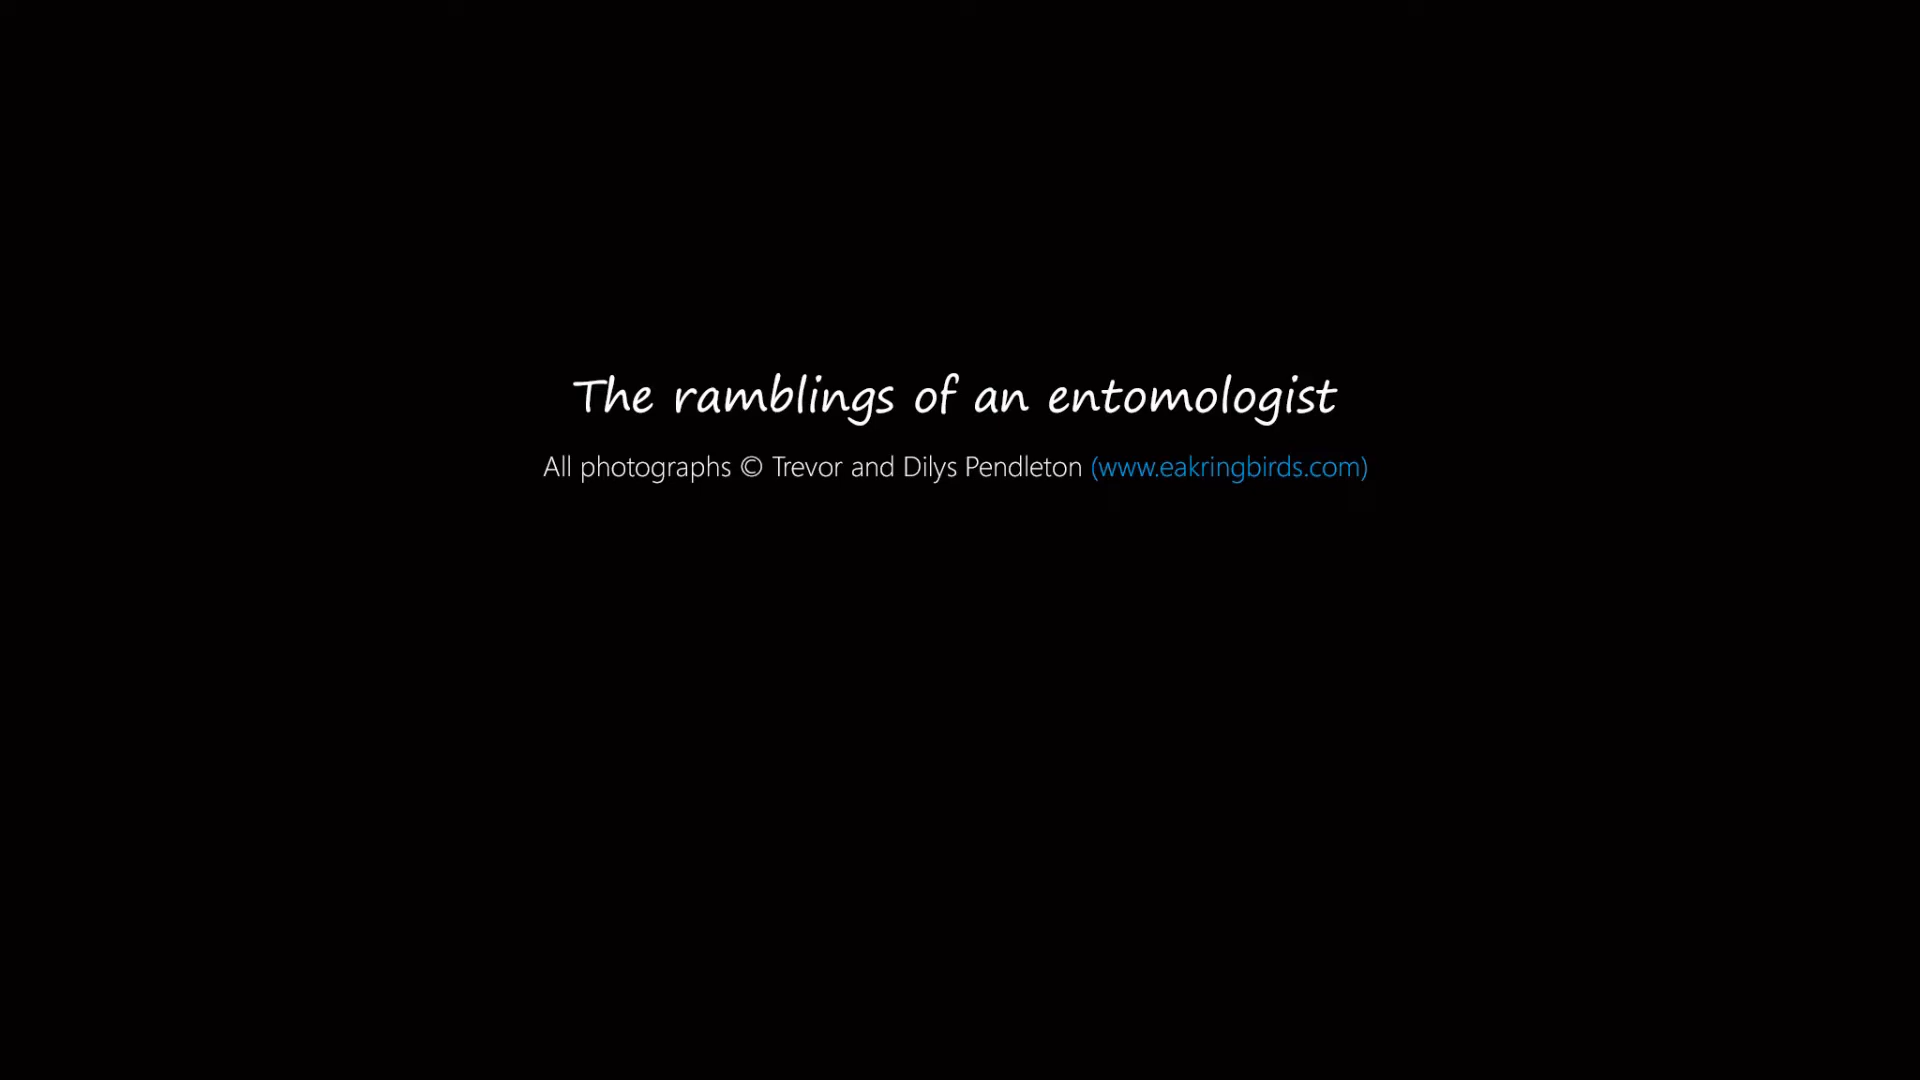 The ramblings of an entomologist
All photographs © Trevor and Dilys Pendleton (www.eakringbirds.com)